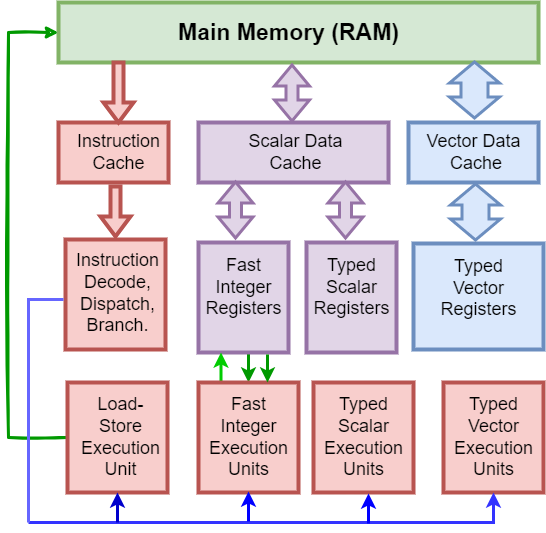 Main Memory (RAM)
Instruction
Cache
Scalar Data
Cache
Vector Data
Cache
Instruction
Decode,
Dispatch,
Branch.
Fast
Integer
Registers
Typed
Scalar
Registers
Typed
Vector
Registers
Load-
Store
Execution
Unit
Fast
Integer
Execution
Units
Typed
Scalar
Execution
Units
Typed
Vector
Execution
Units